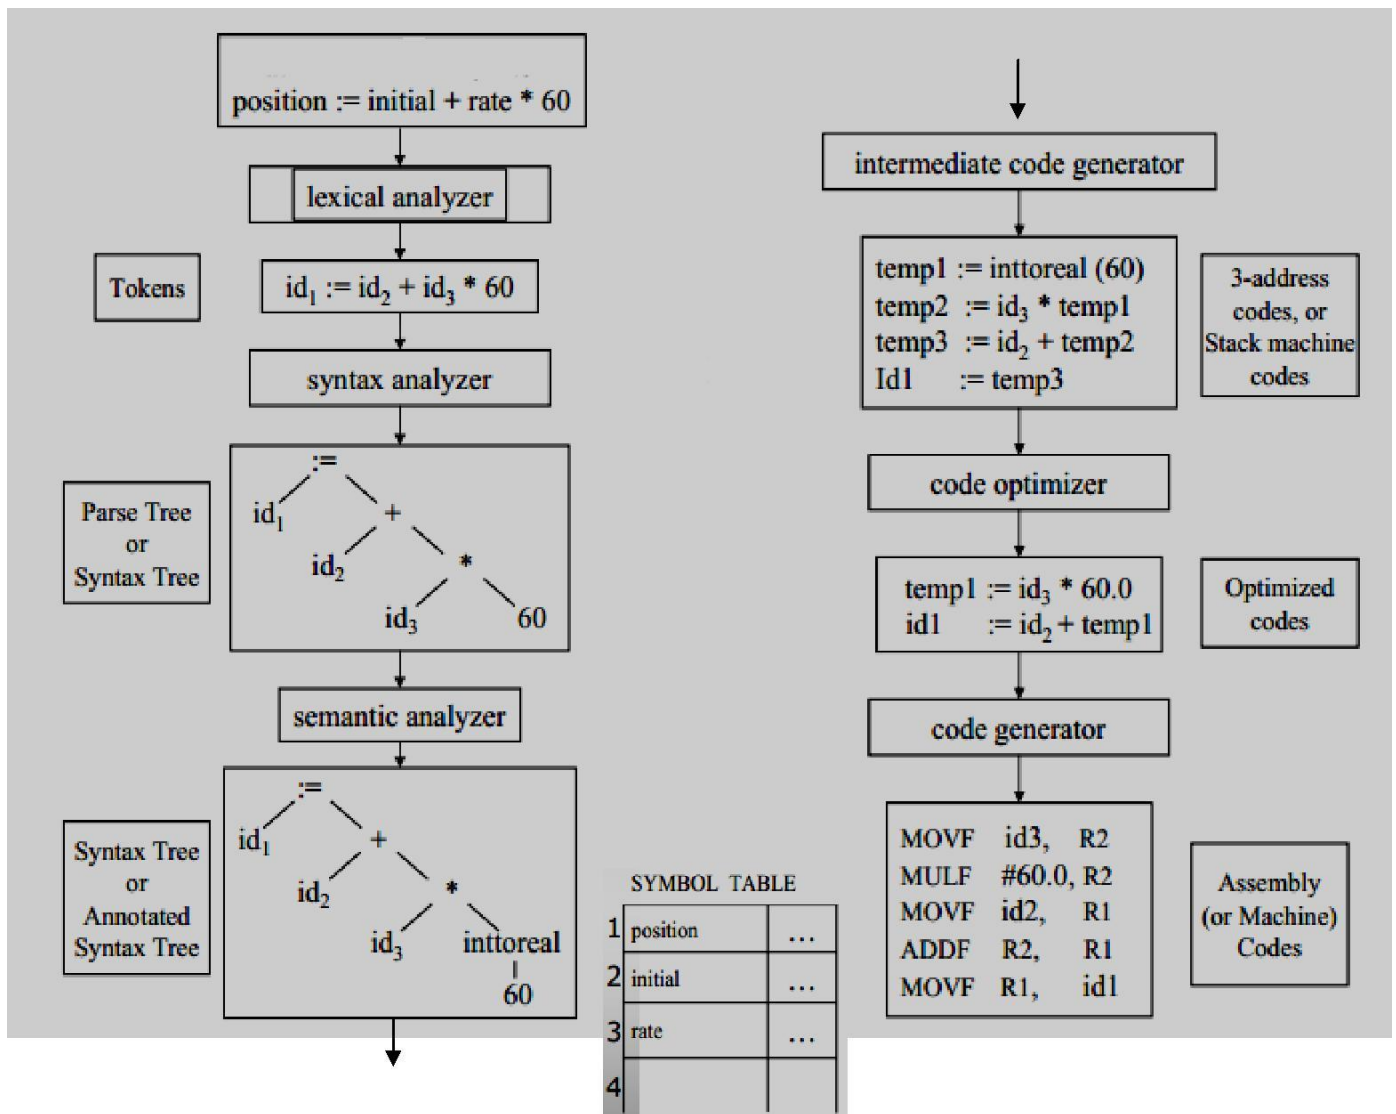 position := initial + rate * 60
lexical analyzer
Tokens
id₁ := id₂ + id₃ * 60
syntax analyzer
Parse Tree
or
Syntax Tree
:=
id₁
+
id₂
*
id₃
60
semantic analyzer
Syntax Tree
or
Annotated
Syntax Tree
:=
id₁
+
id₂
*
id₃
inttoreal
60
SYMBOL TABLE
1 position ...
2 initial ...
3 rate ...
4
intermediate code generator
temp1 := inttoreal (60)
temp2 := id₃ * temp1
temp3 := id₂ + temp2
Id1 := temp3
3-address
codes, or
Stack machine
codes
code optimizer
temp1 := id₃ * 60.0
id1 := id₂ + temp1
Optimized
codes
code generator
MOVF id3, R2
MULF #60.0, R2
MOVF id2, R1
ADDF R2, R1
MOVF R1, id1
Assembly
(or Machine)
Codes